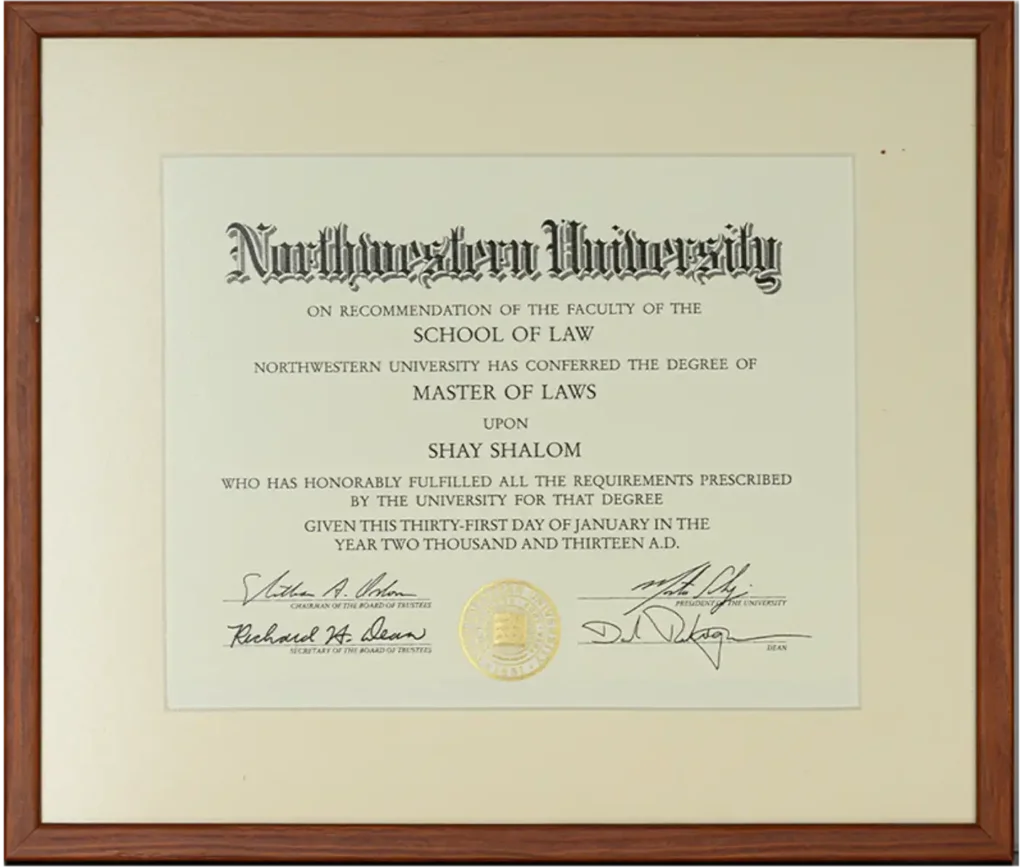 Northwestern University
ON RECOMMENDATION OF THE FACULTY OF THE
SCHOOL OF LAW
NORTHWESTERN UNIVERSITY HAS CONFERRED THE DEGREE OF
MASTER OF LAWS
UPON
SHAY SHALOM
WHO HAS HONORABLY FULFILLED ALL THE REQUIREMENTS PRESCRIBED
BY THE UNIVERSITY FOR THAT DEGREE
GIVEN THIS THIRTY-FIRST DAY OF JANUARY IN THE
YEAR TWO THOUSAND AND THIRTEEN A.D.
CHAIRMAN OF THE BOARD OF TRUSTEES
PRESIDENT OF THE UNIVERSITY
Richard H. Dean
SECRETARY OF THE BOARD OF TRUSTEES
DEAN